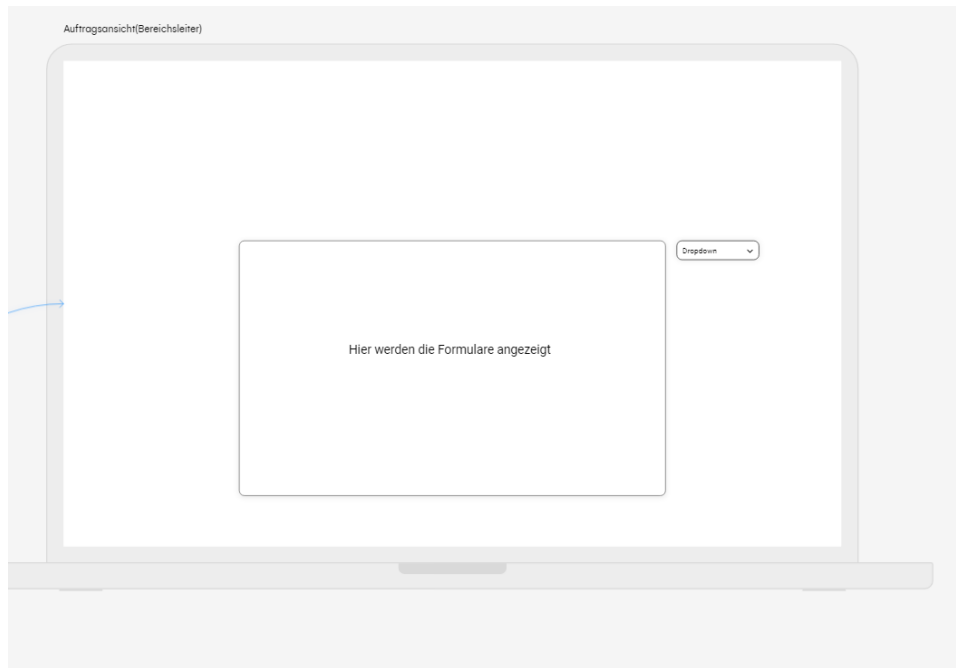 Auftragsansicht(Bereichsleiter)
Dropdown
Hier werden die Formulare angezeigt